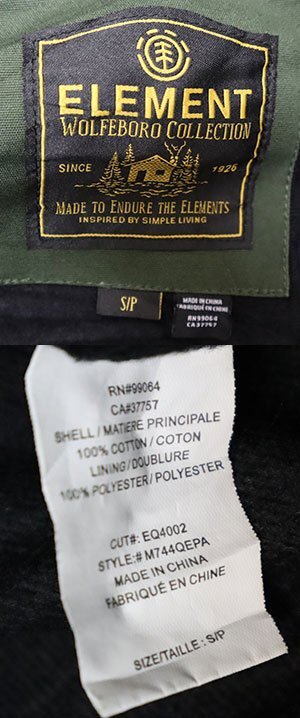 ELEMENT
WOLFEBORO COLLECTION
SINCE 1926
MADE TO ENDURE THE ELEMENTS
INSPIRED BY SIMPLE LIVING
S/P
MADE IN CHINA
FABRIQUÉ EN CHINE
RN99064
CA37757
RN#99064
CA#37757
SHELL / MATIERE PRINCIPALE
100% COTTON / COTON
LINING / DOUBLURE
100% POLYESTER / POLYESTER
CUT#: EQ4002
STYLE:# M744QEPA
MADE IN CHINA
FABRIQUÉ EN CHINE
SIZE/TAILLE : S/P